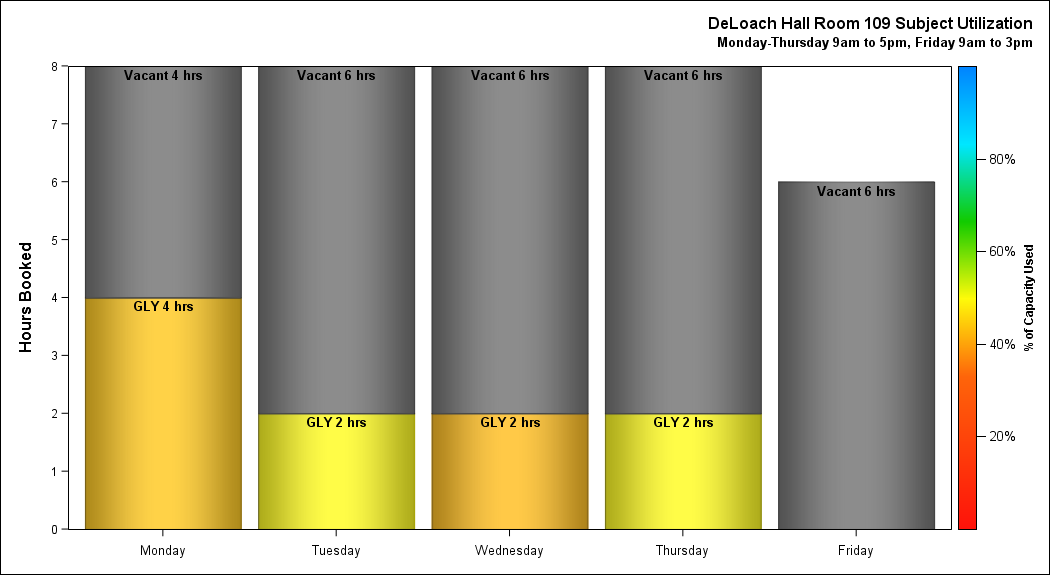 DeLoach Hall Room 109 Subject Utilization
Monday-Thursday 9am to 5pm, Friday 9am to 3pm
Hours Booked
8
7
6
5
4
3
2
1
0
Vacant 4 hrs
GLY 4 hrs
Vacant 6 hrs
GLY 2 hrs
Vacant 6 hrs
GLY 2 hrs
Vacant 6 hrs
GLY 2 hrs
Vacant 6 hrs
Monday
Tuesday
Wednesday
Thursday
Friday
80%
60%
40%
20%
% of Capacity Used